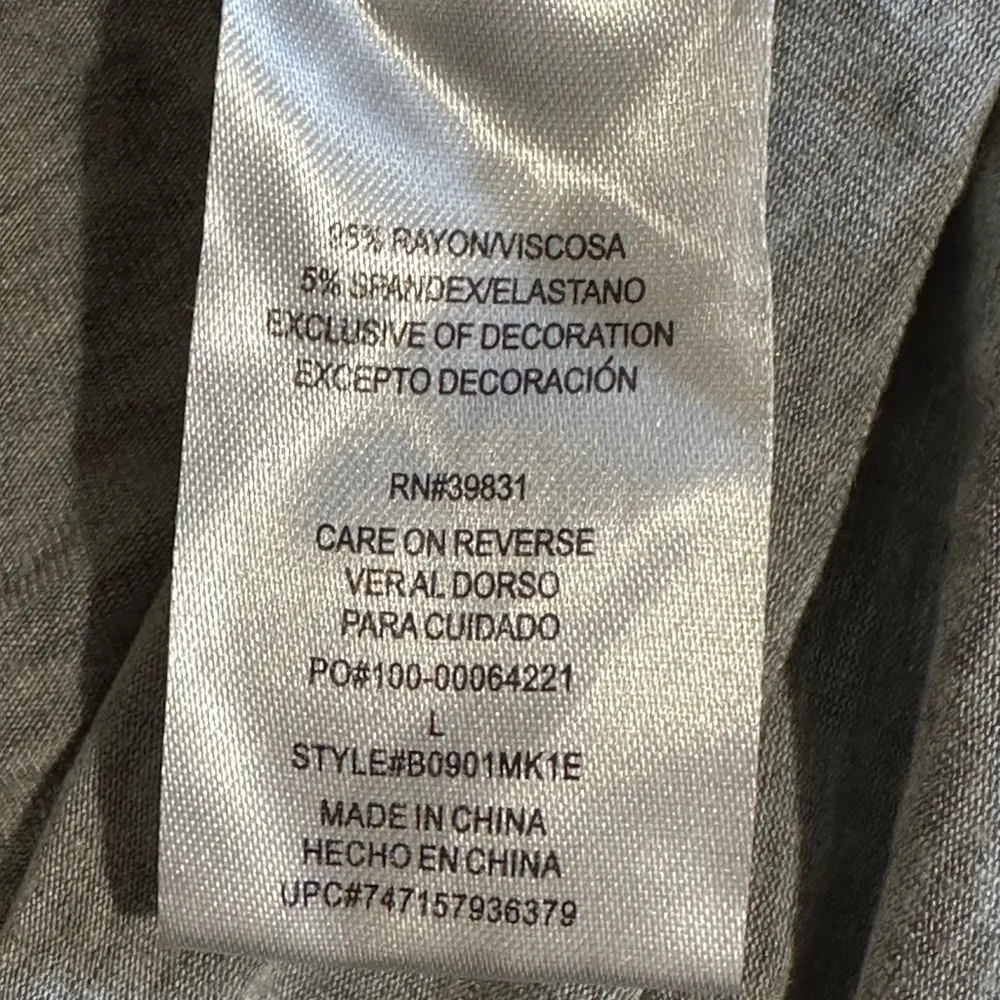 95% RAYON/VISCOSA
5% SPANDEX/ELASTANO
EXCLUSIVE OF DECORATION
EXCEPTO DECORACIÓN
RN#39831
CARE ON REVERSE
VER AL DORSO
PARA CUIDADO
PO#100-00064221
L
STYLE#B0901MK1E
MADE IN CHINA
HECHO EN CHINA
UPC#747157936379